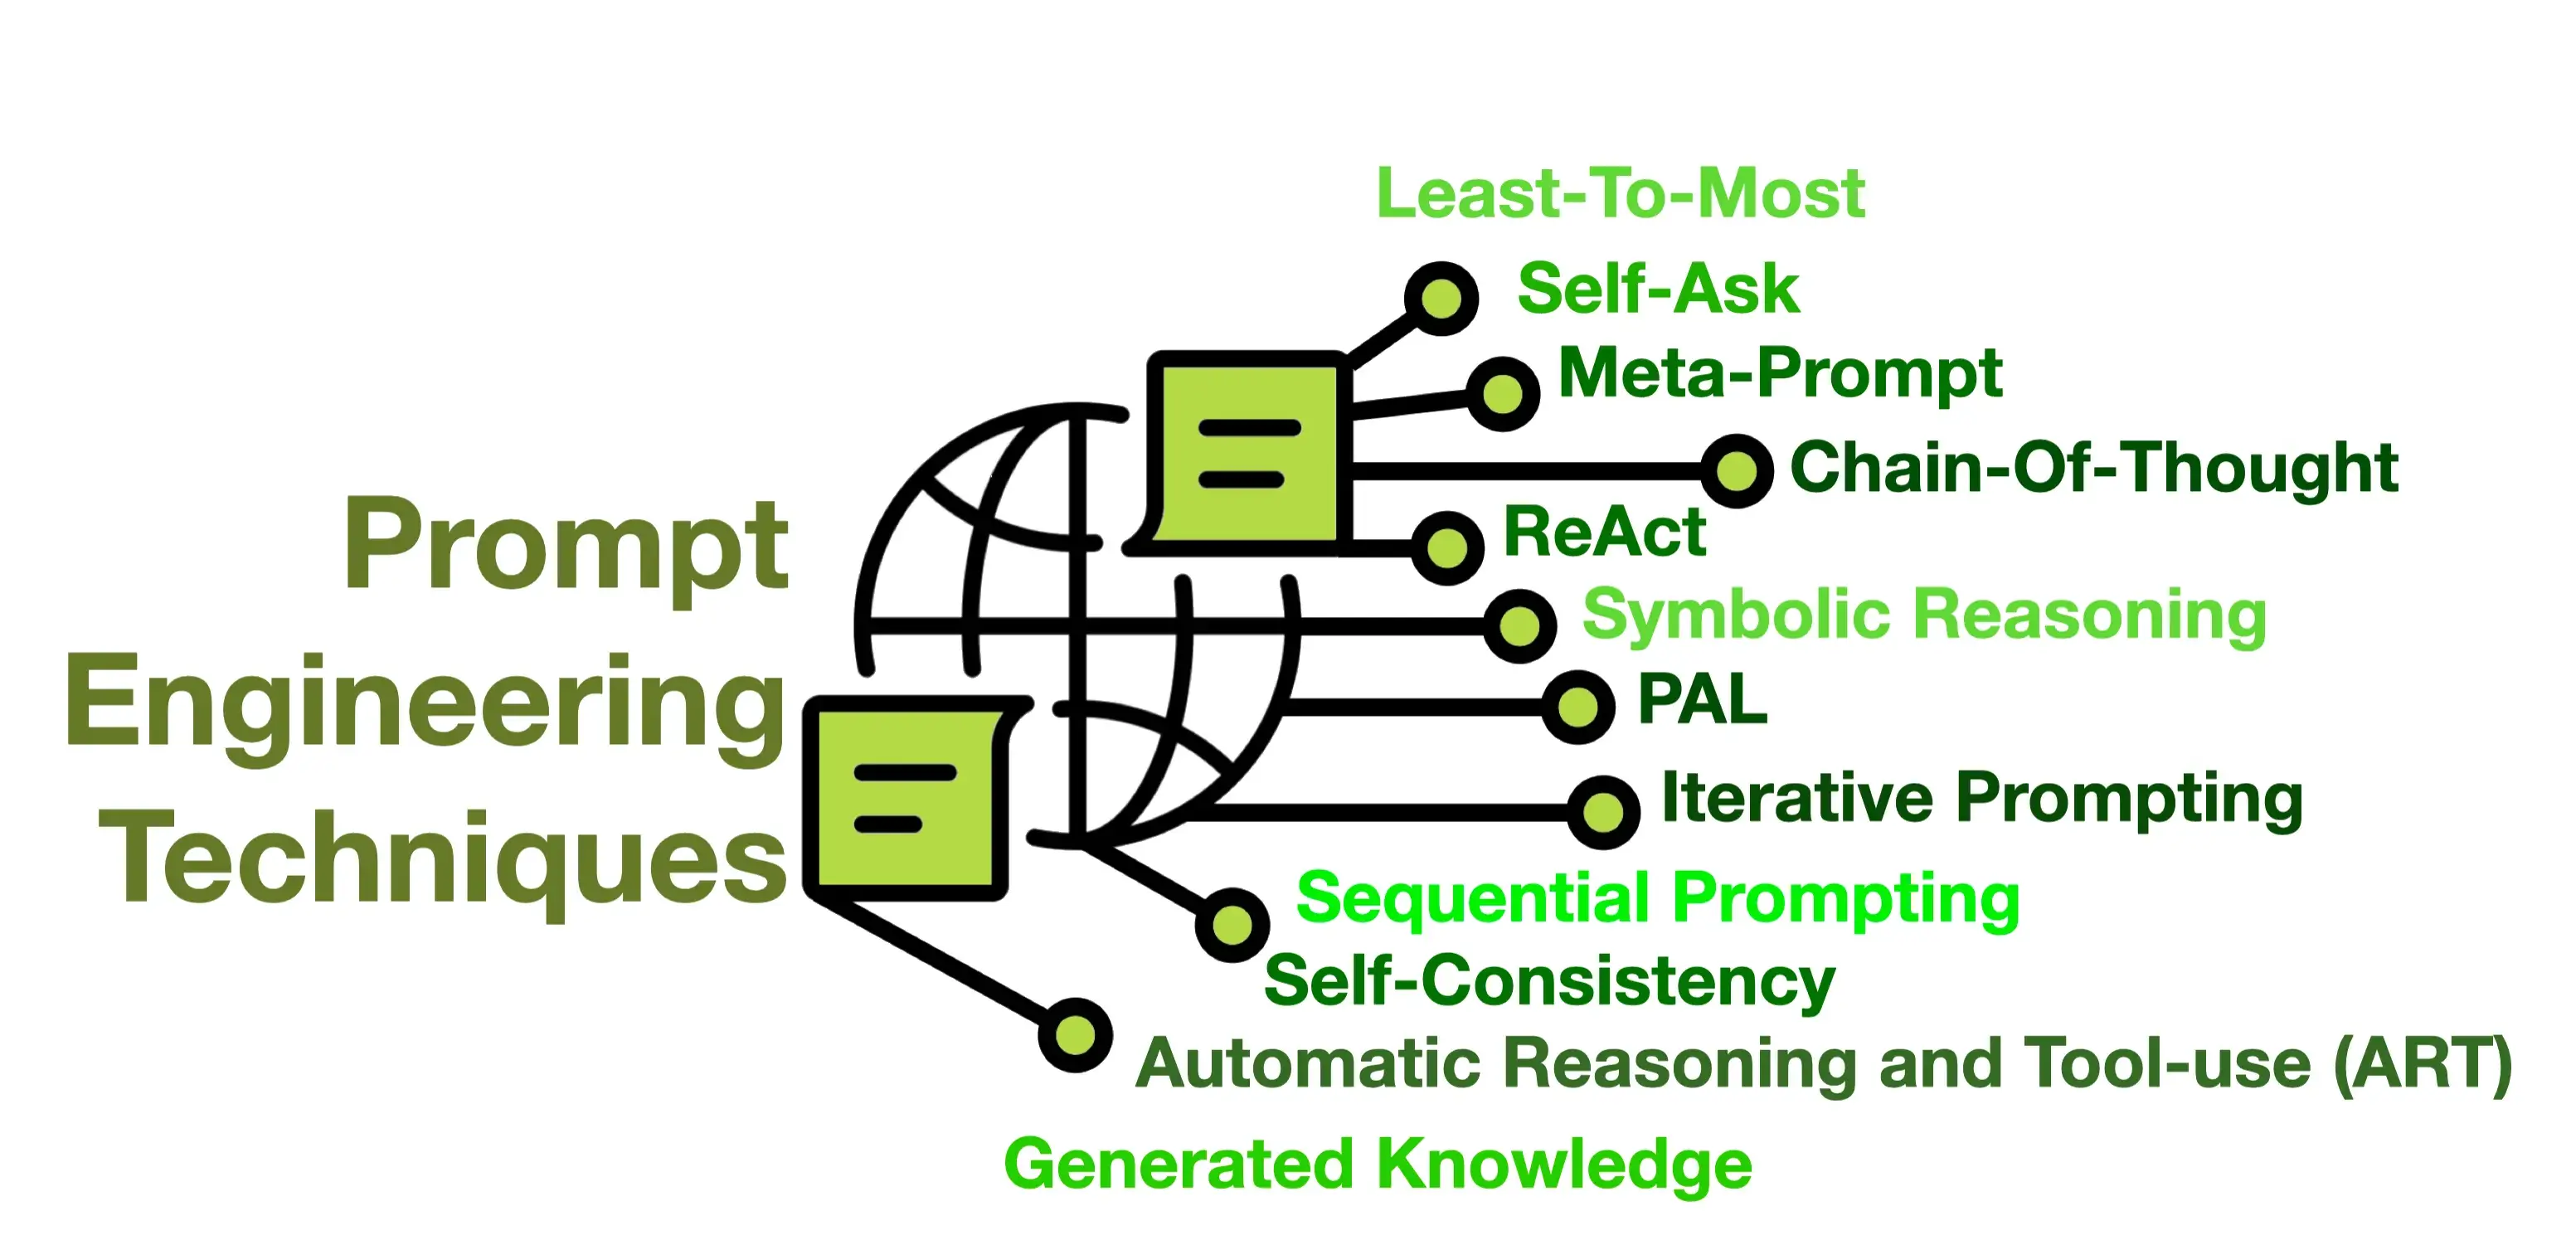 Prompt
Engineering
Techniques
Least-To-Most
Self-Ask
Meta-Prompt
Chain-Of-Thought
ReAct
Symbolic Reasoning
PAL
Iterative Prompting
Sequential Prompting
Self-Consistency
Automatic Reasoning and Tool-use (ART)
Generated Knowledge